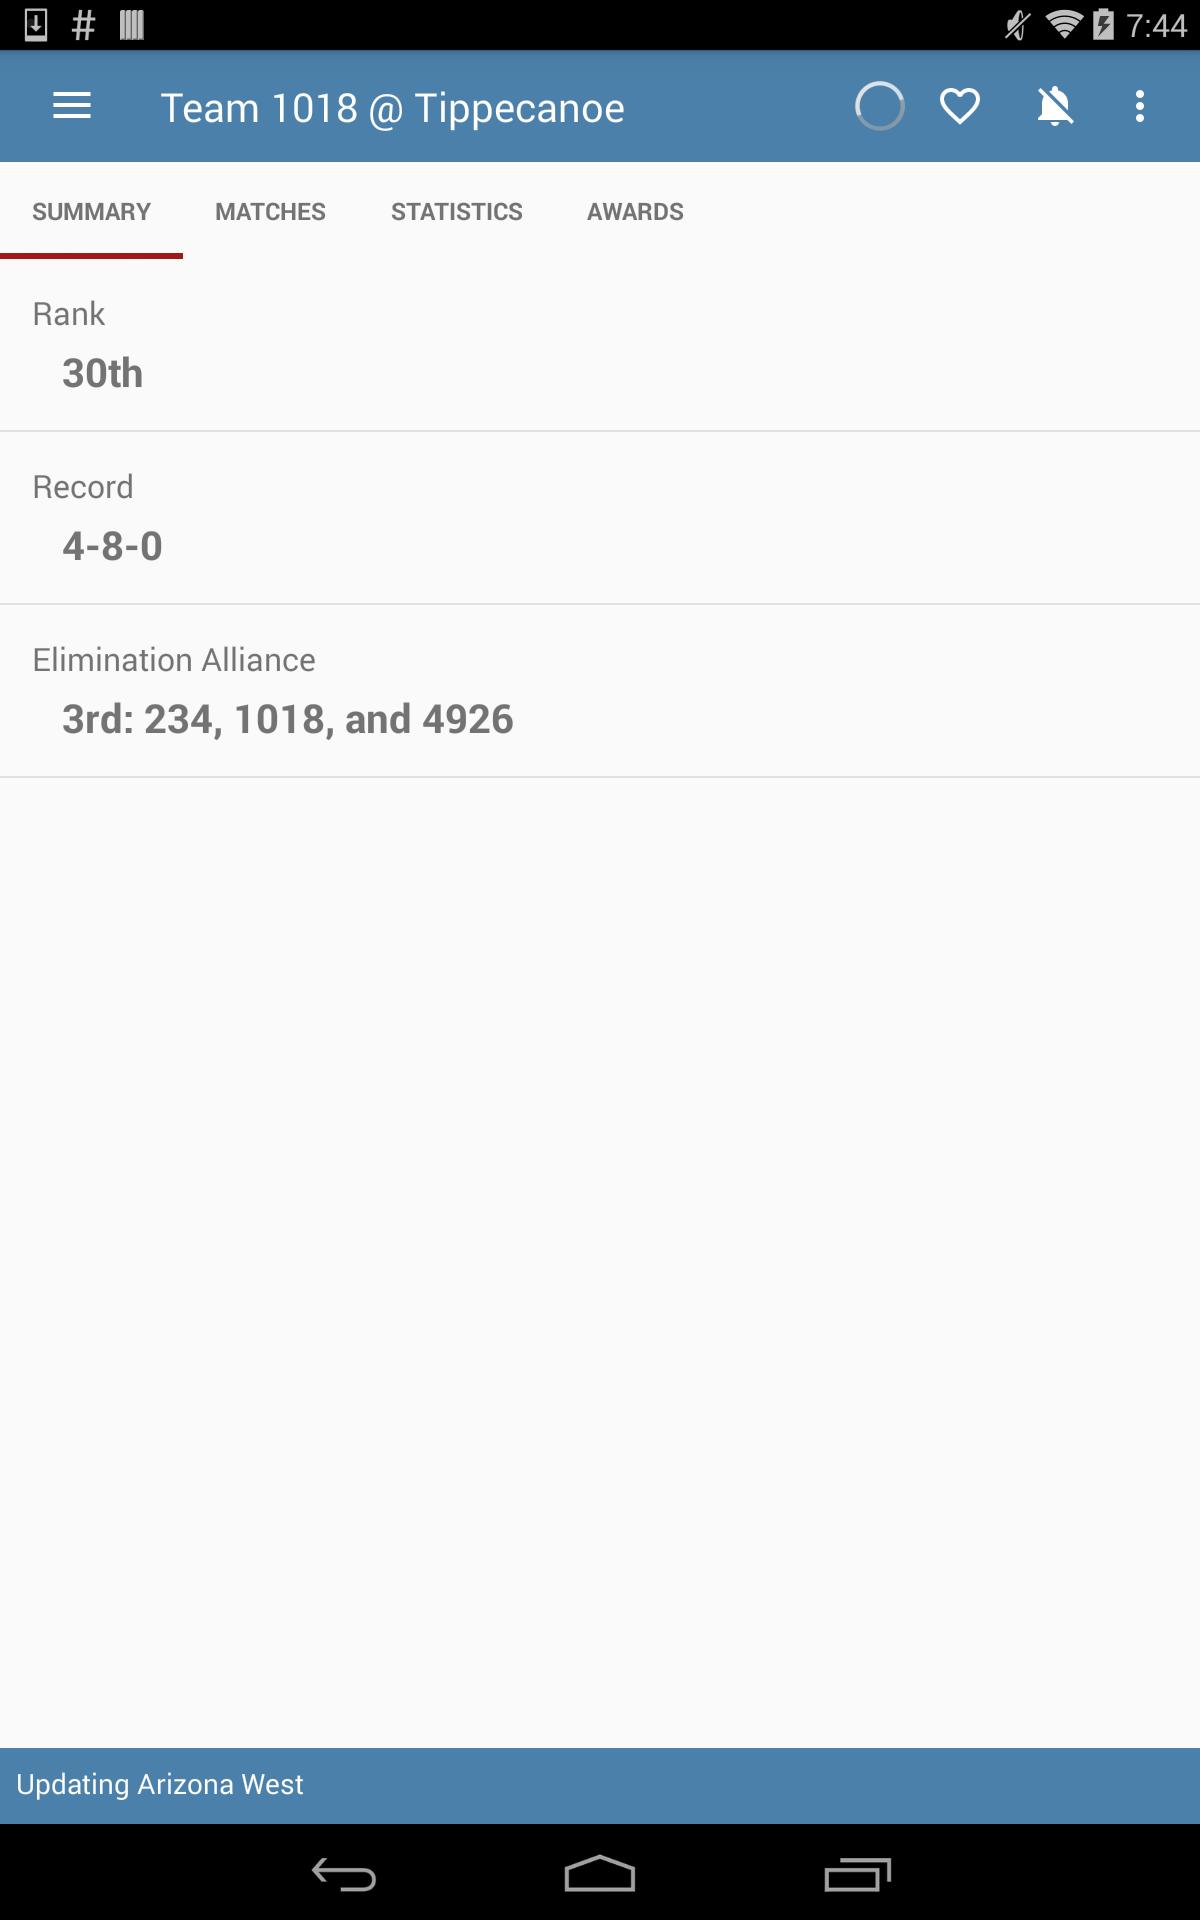 7:44
Team 1018 @ Tippecanoe
SUMMARY MATCHES STATISTICS AWARDS
Rank
30th
Record
4-8-0
Elimination Alliance
3rd: 234, 1018, and 4926
Updating Arizona West